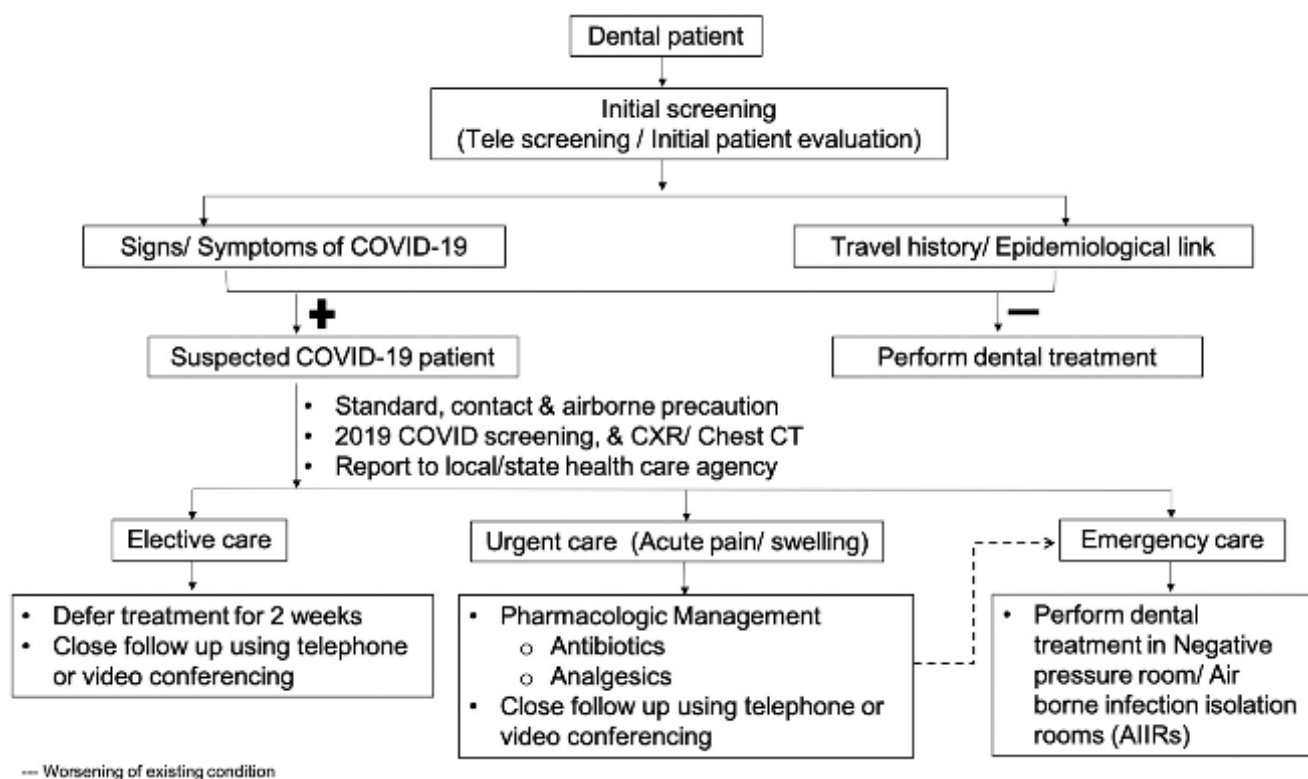 Dental patient
Initial screening
(Tele screening / Initial patient evaluation)
Signs/ Symptoms of COVID-19
Travel history/ Epidemiological link
+
−
Suspected COVID-19 patient
Perform dental treatment
• Standard, contact & airborne precaution
• 2019 COVID screening, & CXR/ Chest CT
• Report to local/state health care agency
Elective care
Urgent care (Acute pain/ swelling)
Emergency care
• Defer treatment for 2 weeks
• Close follow up using telephone
or video conferencing
• Pharmacologic Management
o Antibiotics
o Analgesics
• Close follow up using telephone or
video conferencing
• Perform dental
treatment in Negative
pressure room/ Air
borne infection isolation
rooms (AIIRs)
--- Worsening of existing condition